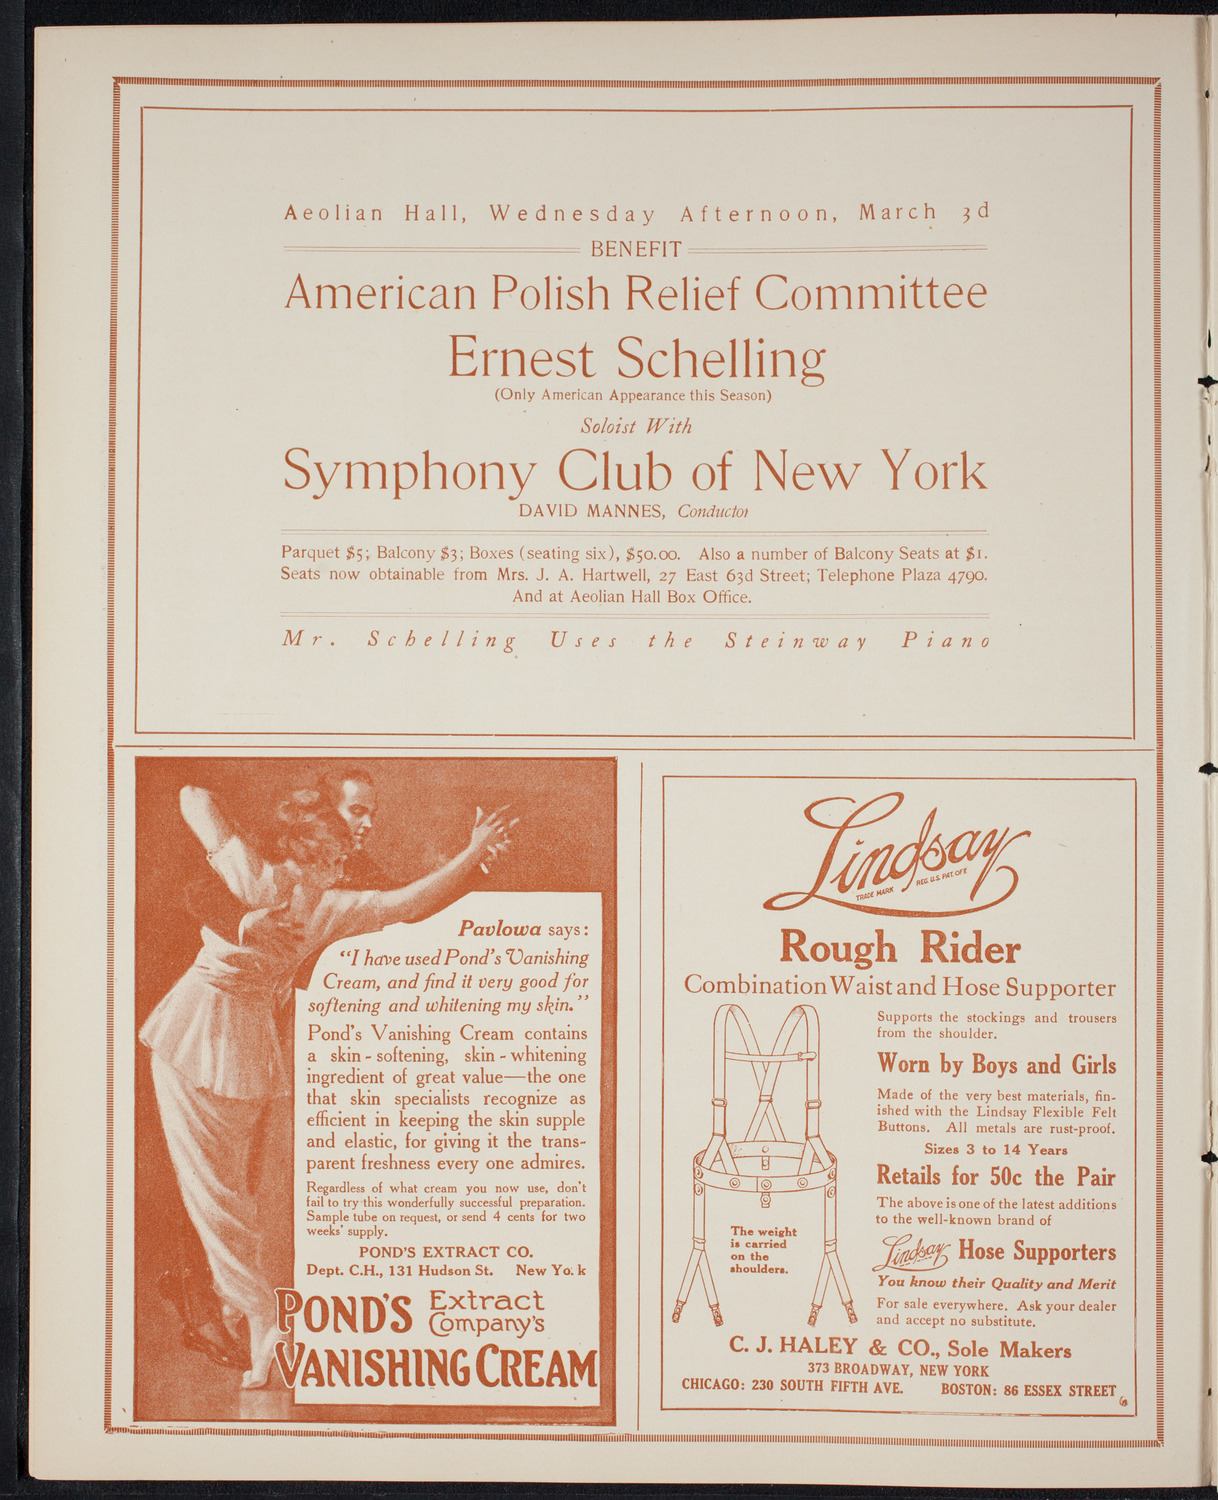 Aeolian Hall, Wednesday Afternoon, March 3d
BENEFIT
American Polish Relief Committee
Ernest Schelling
(Only American Appearance this Season)
Soloist With
Symphony Club of New York
DAVID MANNES, Conductor
Parquet $5; Balcony $3; Boxes (seating six), $50.00. Also a number of Balcony Seats at $1.
Seats now obtainable from Mrs. J. A. Hartwell, 27 East 63d Street; Telephone Plaza 4790.
And at Aeolian Hall Box Office.
Mr. Schelling Uses the Steinway Piano
Pavlowa says:
"I have used Pond's Vanishing
Cream, and find it very good for
softening and whitening my skin."
Pond's Vanishing Cream contains
a skin-softening, skin-whitening
ingredient of great value—the one
that skin specialists recognize as
efficient in keeping the skin supple
and elastic, for giving it the trans-
parent freshness every one admires.
Regardless of what cream you now use, don't
fail to try this wonderfully successful preparation.
Sample tube on request, or send 4 cents for two
weeks' supply.
POND'S EXTRACT CO.
Dept. C.H., 131 Hudson St. New York
POND'S Extract
Company's
VANISHING CREAM
Lindsay
TRADE MARK REG. U.S. PAT. OFF.
Rough Rider
Combination Waist and Hose Supporter
Supports the stockings and trousers
from the shoulder.
Worn by Boys and Girls
Made of the very best materials, fin-
ished with the Lindsay Flexible Felt
Buttons. All metals are rust-proof.
Sizes 3 to 14 Years
Retails for 50c the Pair
The above is one of the latest additions
to the well-known brand of
Lindsay Hose Supporters
You know their Quality and Merit
For sale everywhere. Ask your dealer
and accept no substitute.
The weight
is carried
on the
shoulders.
C. J. HALEY & CO., Sole Makers
373 BROADWAY, NEW YORK
CHICAGO: 230 SOUTH FIFTH AVE. BOSTON: 86 ESSEX STREET